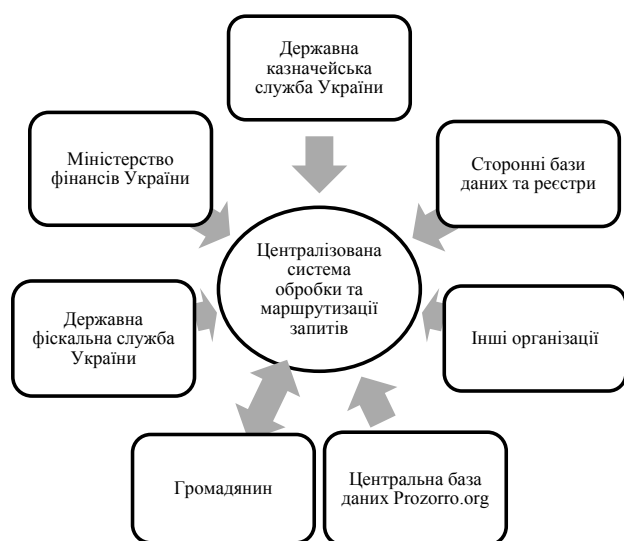 Державна
казначейська
служба України
Міністерство
фінансів України
Сторонні бази
даних та реєстри
Централізована
система
обробки та
маршрутизації
запитів
Державна
фіскальна служба
України
Інші організації
Громадянин
Центральна база
даних Prozorro.org